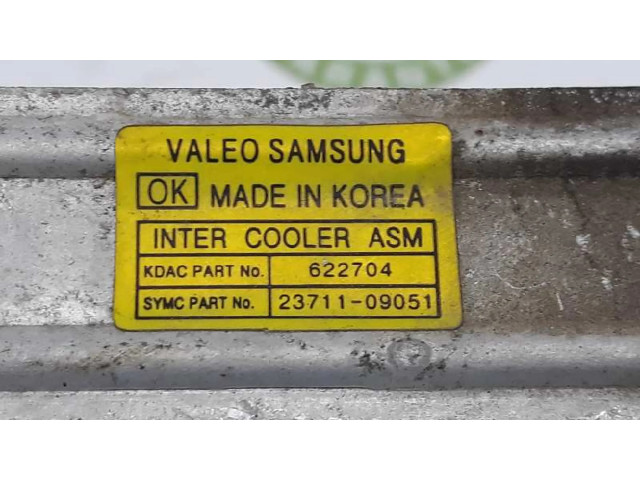 VALEO SAMSUNG
OK MADE IN KOREA
INTER COOLER ASM
KDAC PART No. 622704
SYMC PART No. 23711-09051